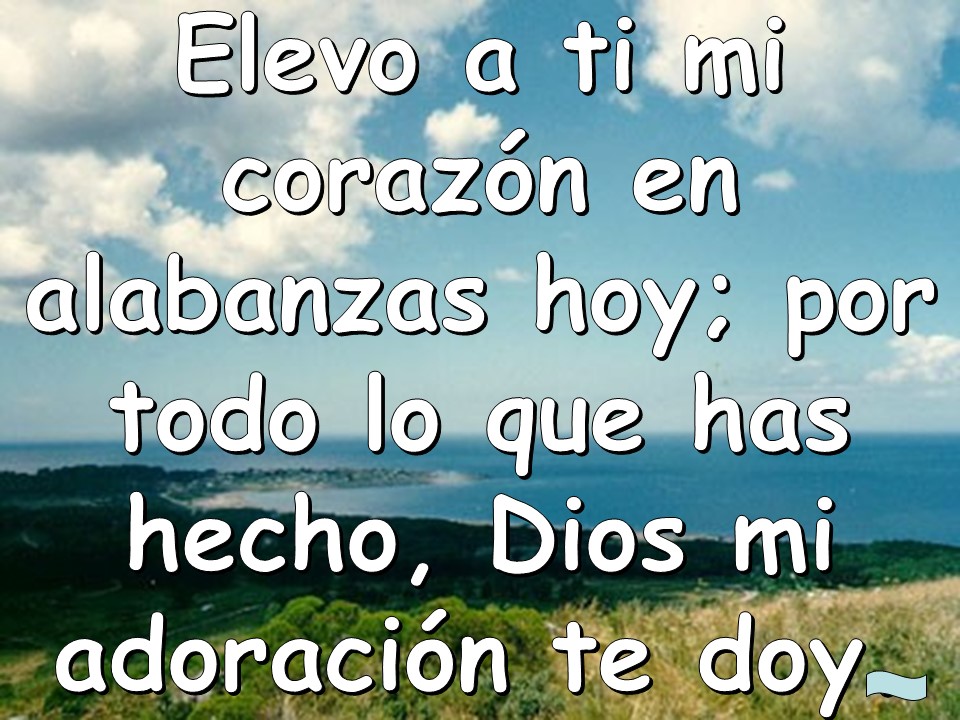 Elevo a ti mi
corazón en
alabanzas hoy; por
todo lo que has
hecho, Dios mi
adoración te doy.